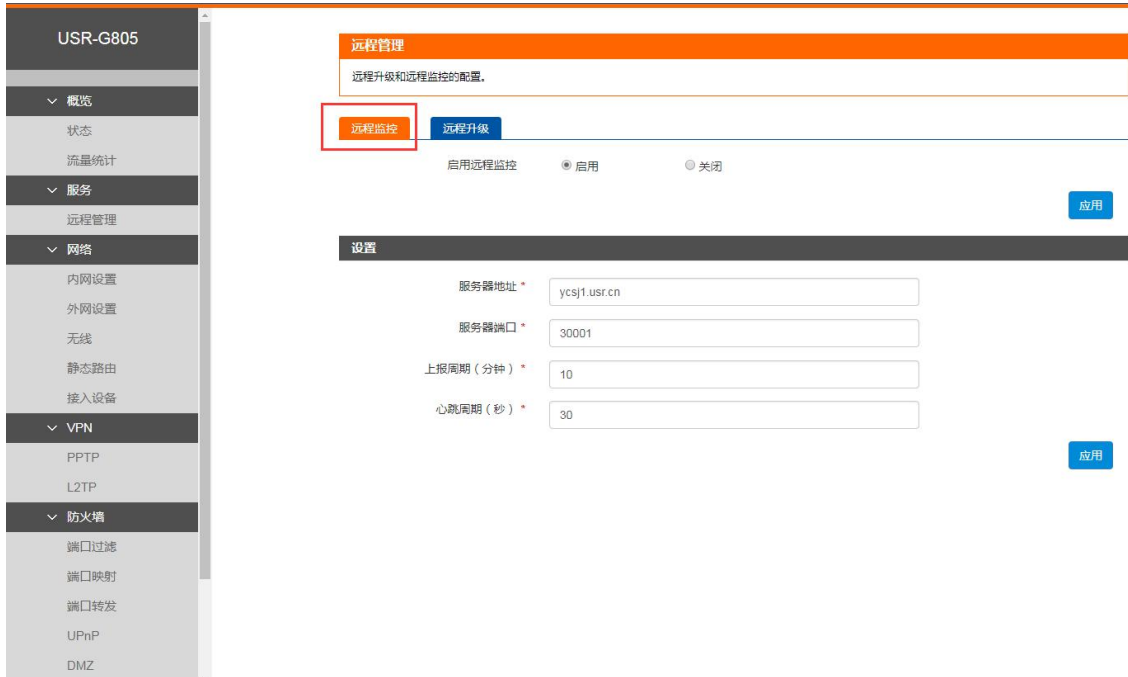 USR-G805
概览
状态
流量统计
服务
远程管理
网络
内网设置
外网设置
无线
静态路由
接入设备
VPN
PPTP
L2TP
防火墙
端口过滤
端口映射
端口转发
UPnP
DMZ
远程管理
远程升级和远程监控的配置。
远程监控 远程升级
启用远程监控 启用 关闭
应用
设置
服务器地址 * ycsj1.usr.cn
服务器端口 * 30001
上报周期（分钟） * 10
心跳周期（秒） * 30
应用